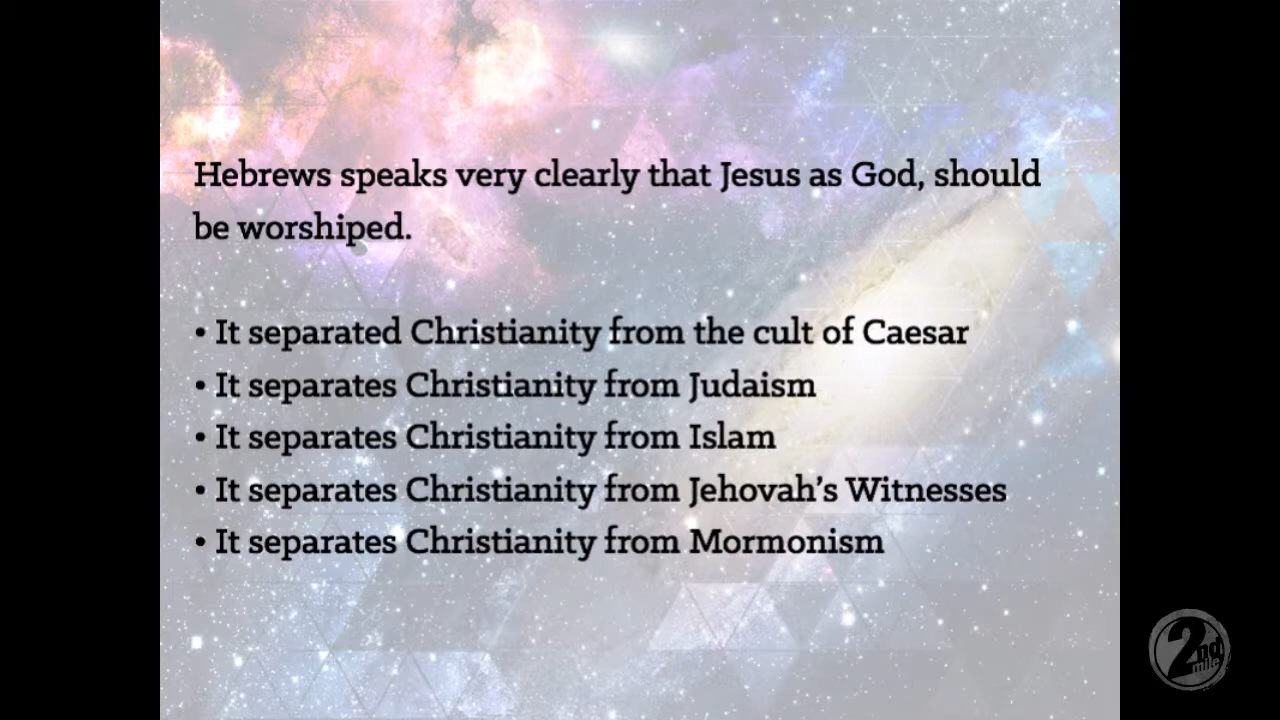 Hebrews speaks very clearly that Jesus as God, should
be worshiped.
• It separated Christianity from the cult of Caesar
• It separates Christianity from Judaism
• It separates Christianity from Islam
• It separates Christianity from Jehovah’s Witnesses
• It separates Christianity from Mormonism
2nd
mile